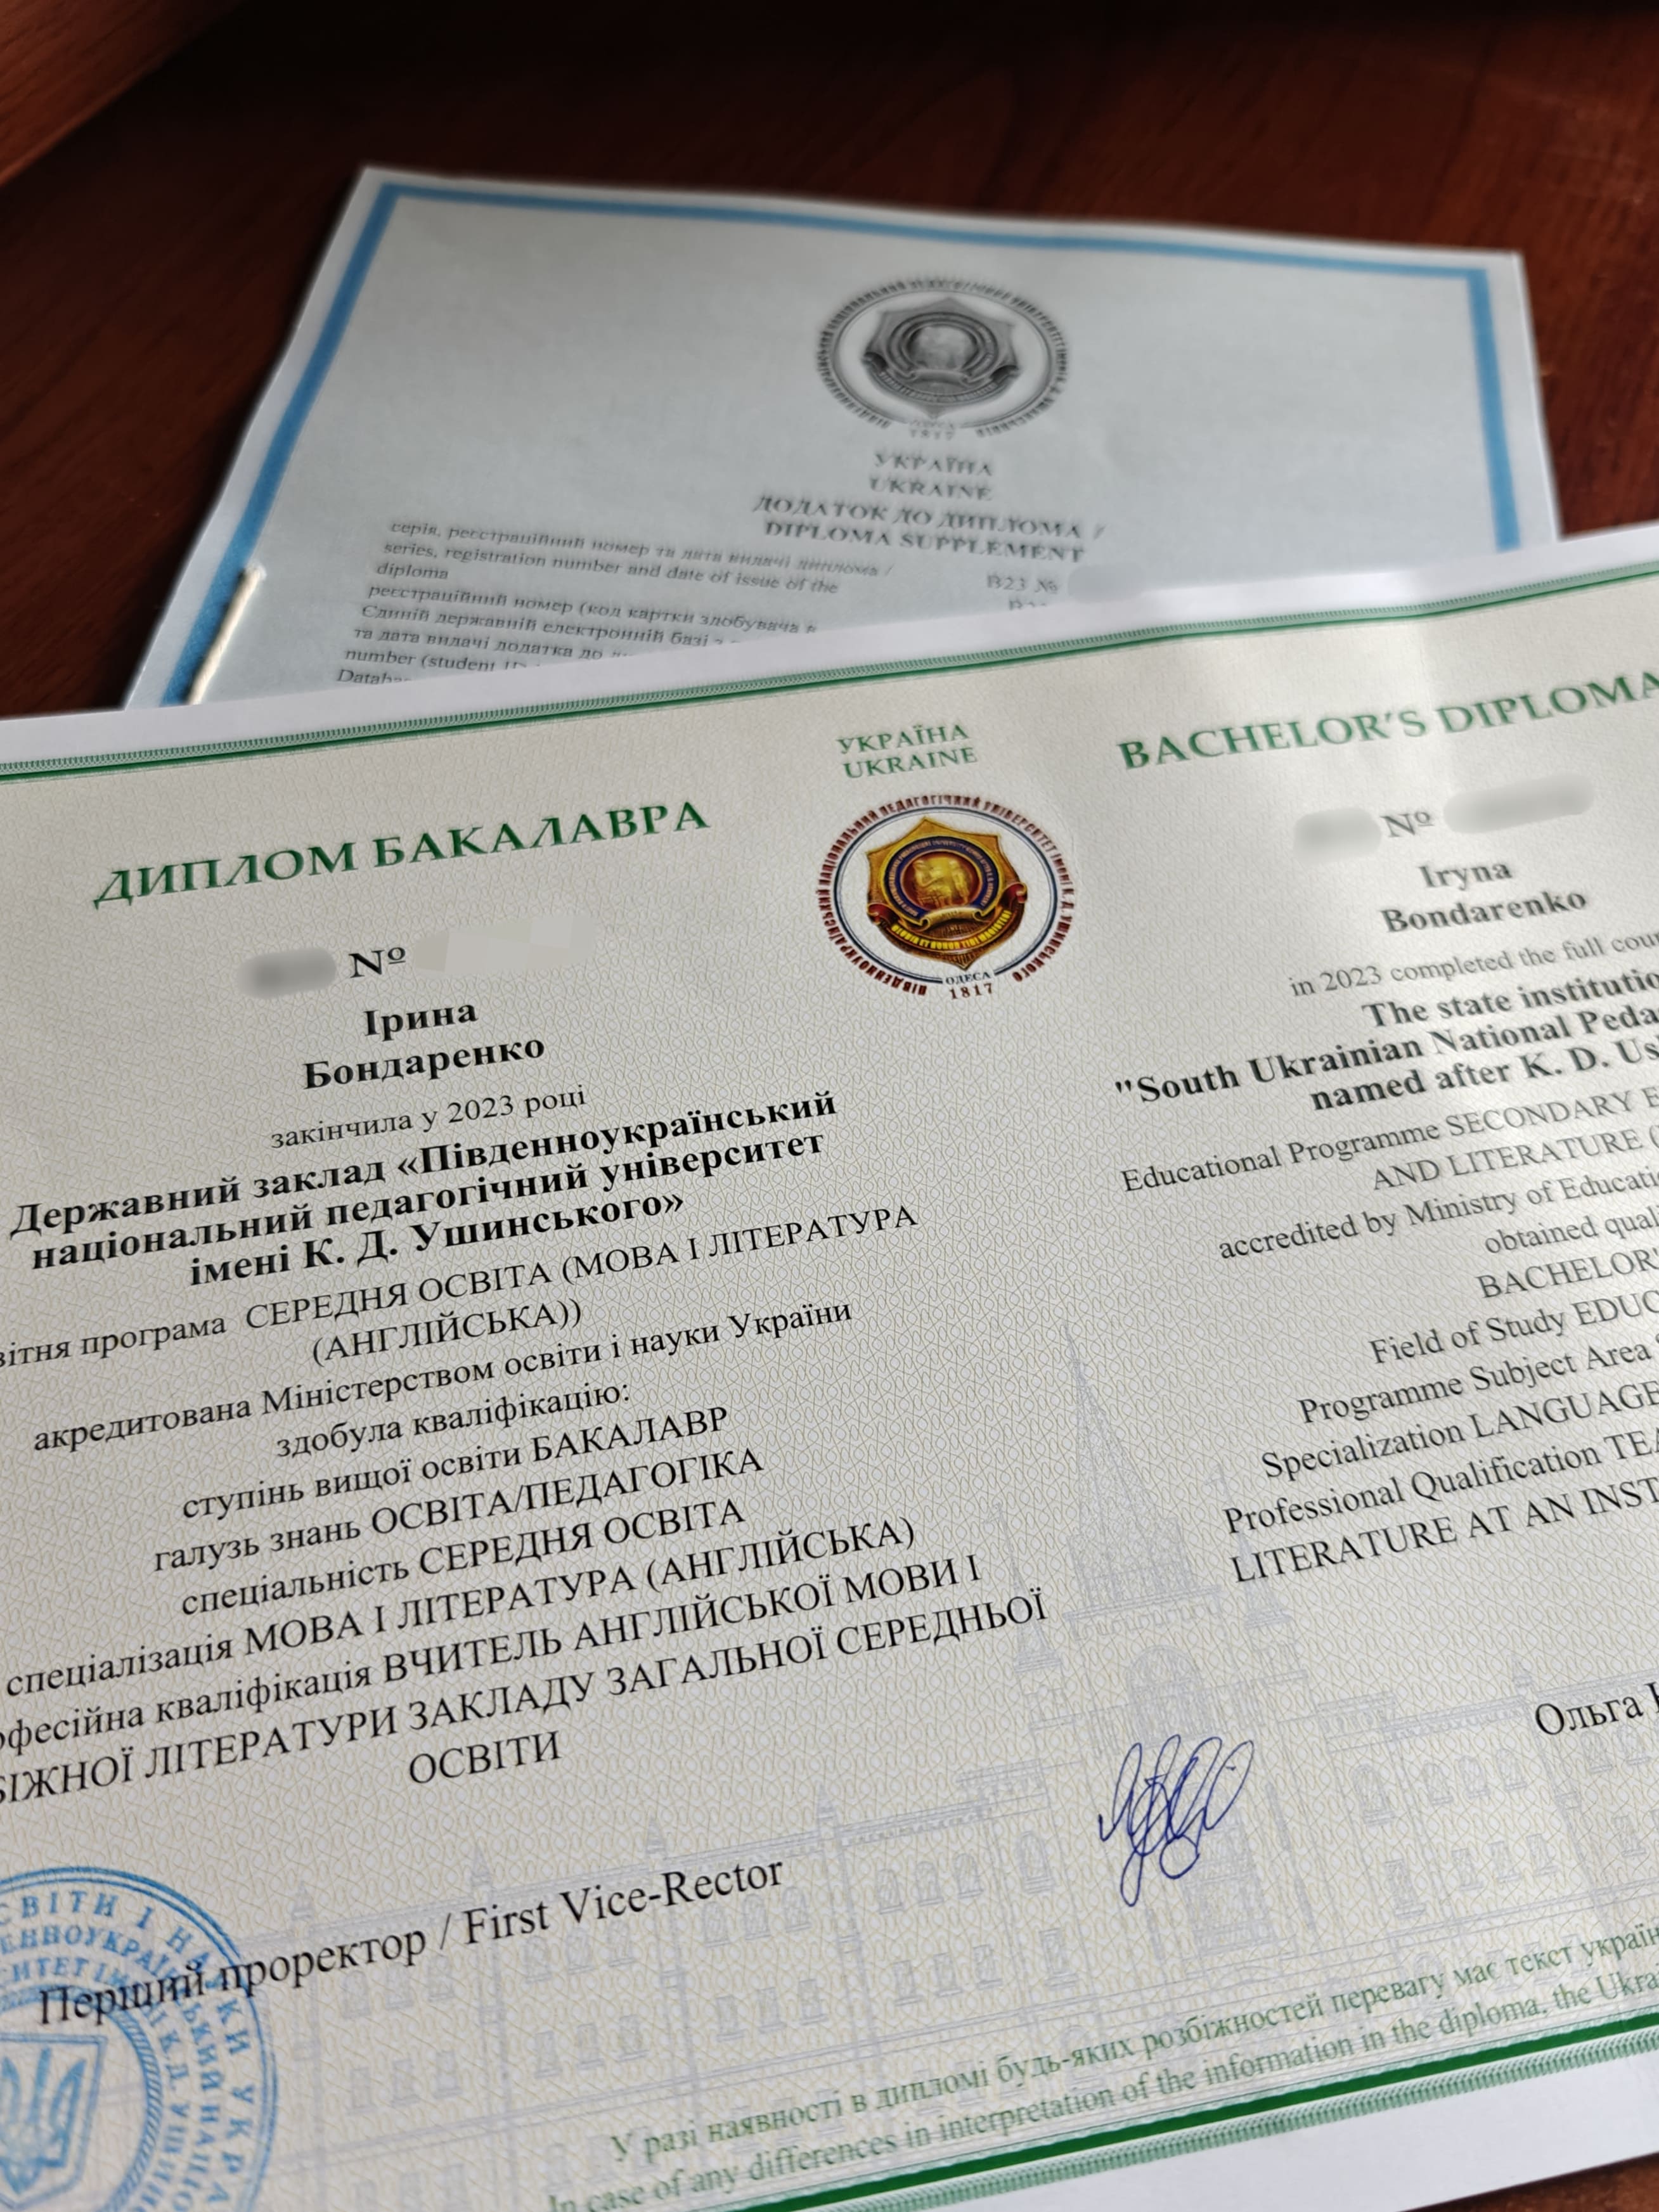 УКРАЇНА
UKRAINE
ДОДАТОК ДО ДИПЛОМА /
DIPLOMA SUPPLEMENT
серія, реєстраційний номер та дата видачі диплома /
series, registration number and date of issue of the
diploma
B23 №
реєстраційний номер (код картки здобувача в
Єдиній державній електронній базі з
та дата видачі додатка до
number (student
УКРАЇНА
UKRAINE
ПІВДЕННОУКРАЇНСЬКИЙ НАЦІОНАЛЬНИЙ ПЕДАГОГІЧНИЙ УНІВЕРСИТЕТ ІМЕНІ К. Д. УШИНСЬКОГО
ОДЕСА
1817
ДИПЛОМ БАКАЛАВРА
№
Ірина
Бондаренко
закінчила у 2023 році
Державний заклад «Південноукраїнський
національний педагогічний університет
імені К. Д. Ушинського»
програма СЕРЕДНЯ ОСВІТА (МОВА І ЛІТЕРАТУРА
(АНГЛІЙСЬКА))
акредитована Міністерством освіти і науки України
здобула кваліфікацію:
ступінь вищої освіти БАКАЛАВР
галузь знань ОСВІТА/ПЕДАГОГІКА
спеціальність СЕРЕДНЯ ОСВІТА
спеціалізація МОВА І ЛІТЕРАТУРА (АНГЛІЙСЬКА)
кваліфікація ВЧИТЕЛЬ АНГЛІЙСЬКОЇ МОВИ І
ЛІТЕРАТУРИ ЗАКЛАДУ ЗАГАЛЬНОЇ СЕРЕДНЬОЇ
ОСВІТИ
BACHELOR'S DIPLOMA
№
Iryna
Bondarenko
in 2023 completed the full
The state
"South Ukrainian National
named after K. D.
Educational Programme SECONDARY
AND LITERATURE
accredited by Ministry of
obtained
BACHELOR'
Field of Study
Programme Subject Area
Specialization LANGUAGE
Professional Qualification
LITERATURE AT AN
Перший проректор / First Vice-Rector
Ольга
У разі наявності в дипломі будь-яких розбіжностей перевагу має текст
In case of any differences in interpretation of the information in the diploma, the